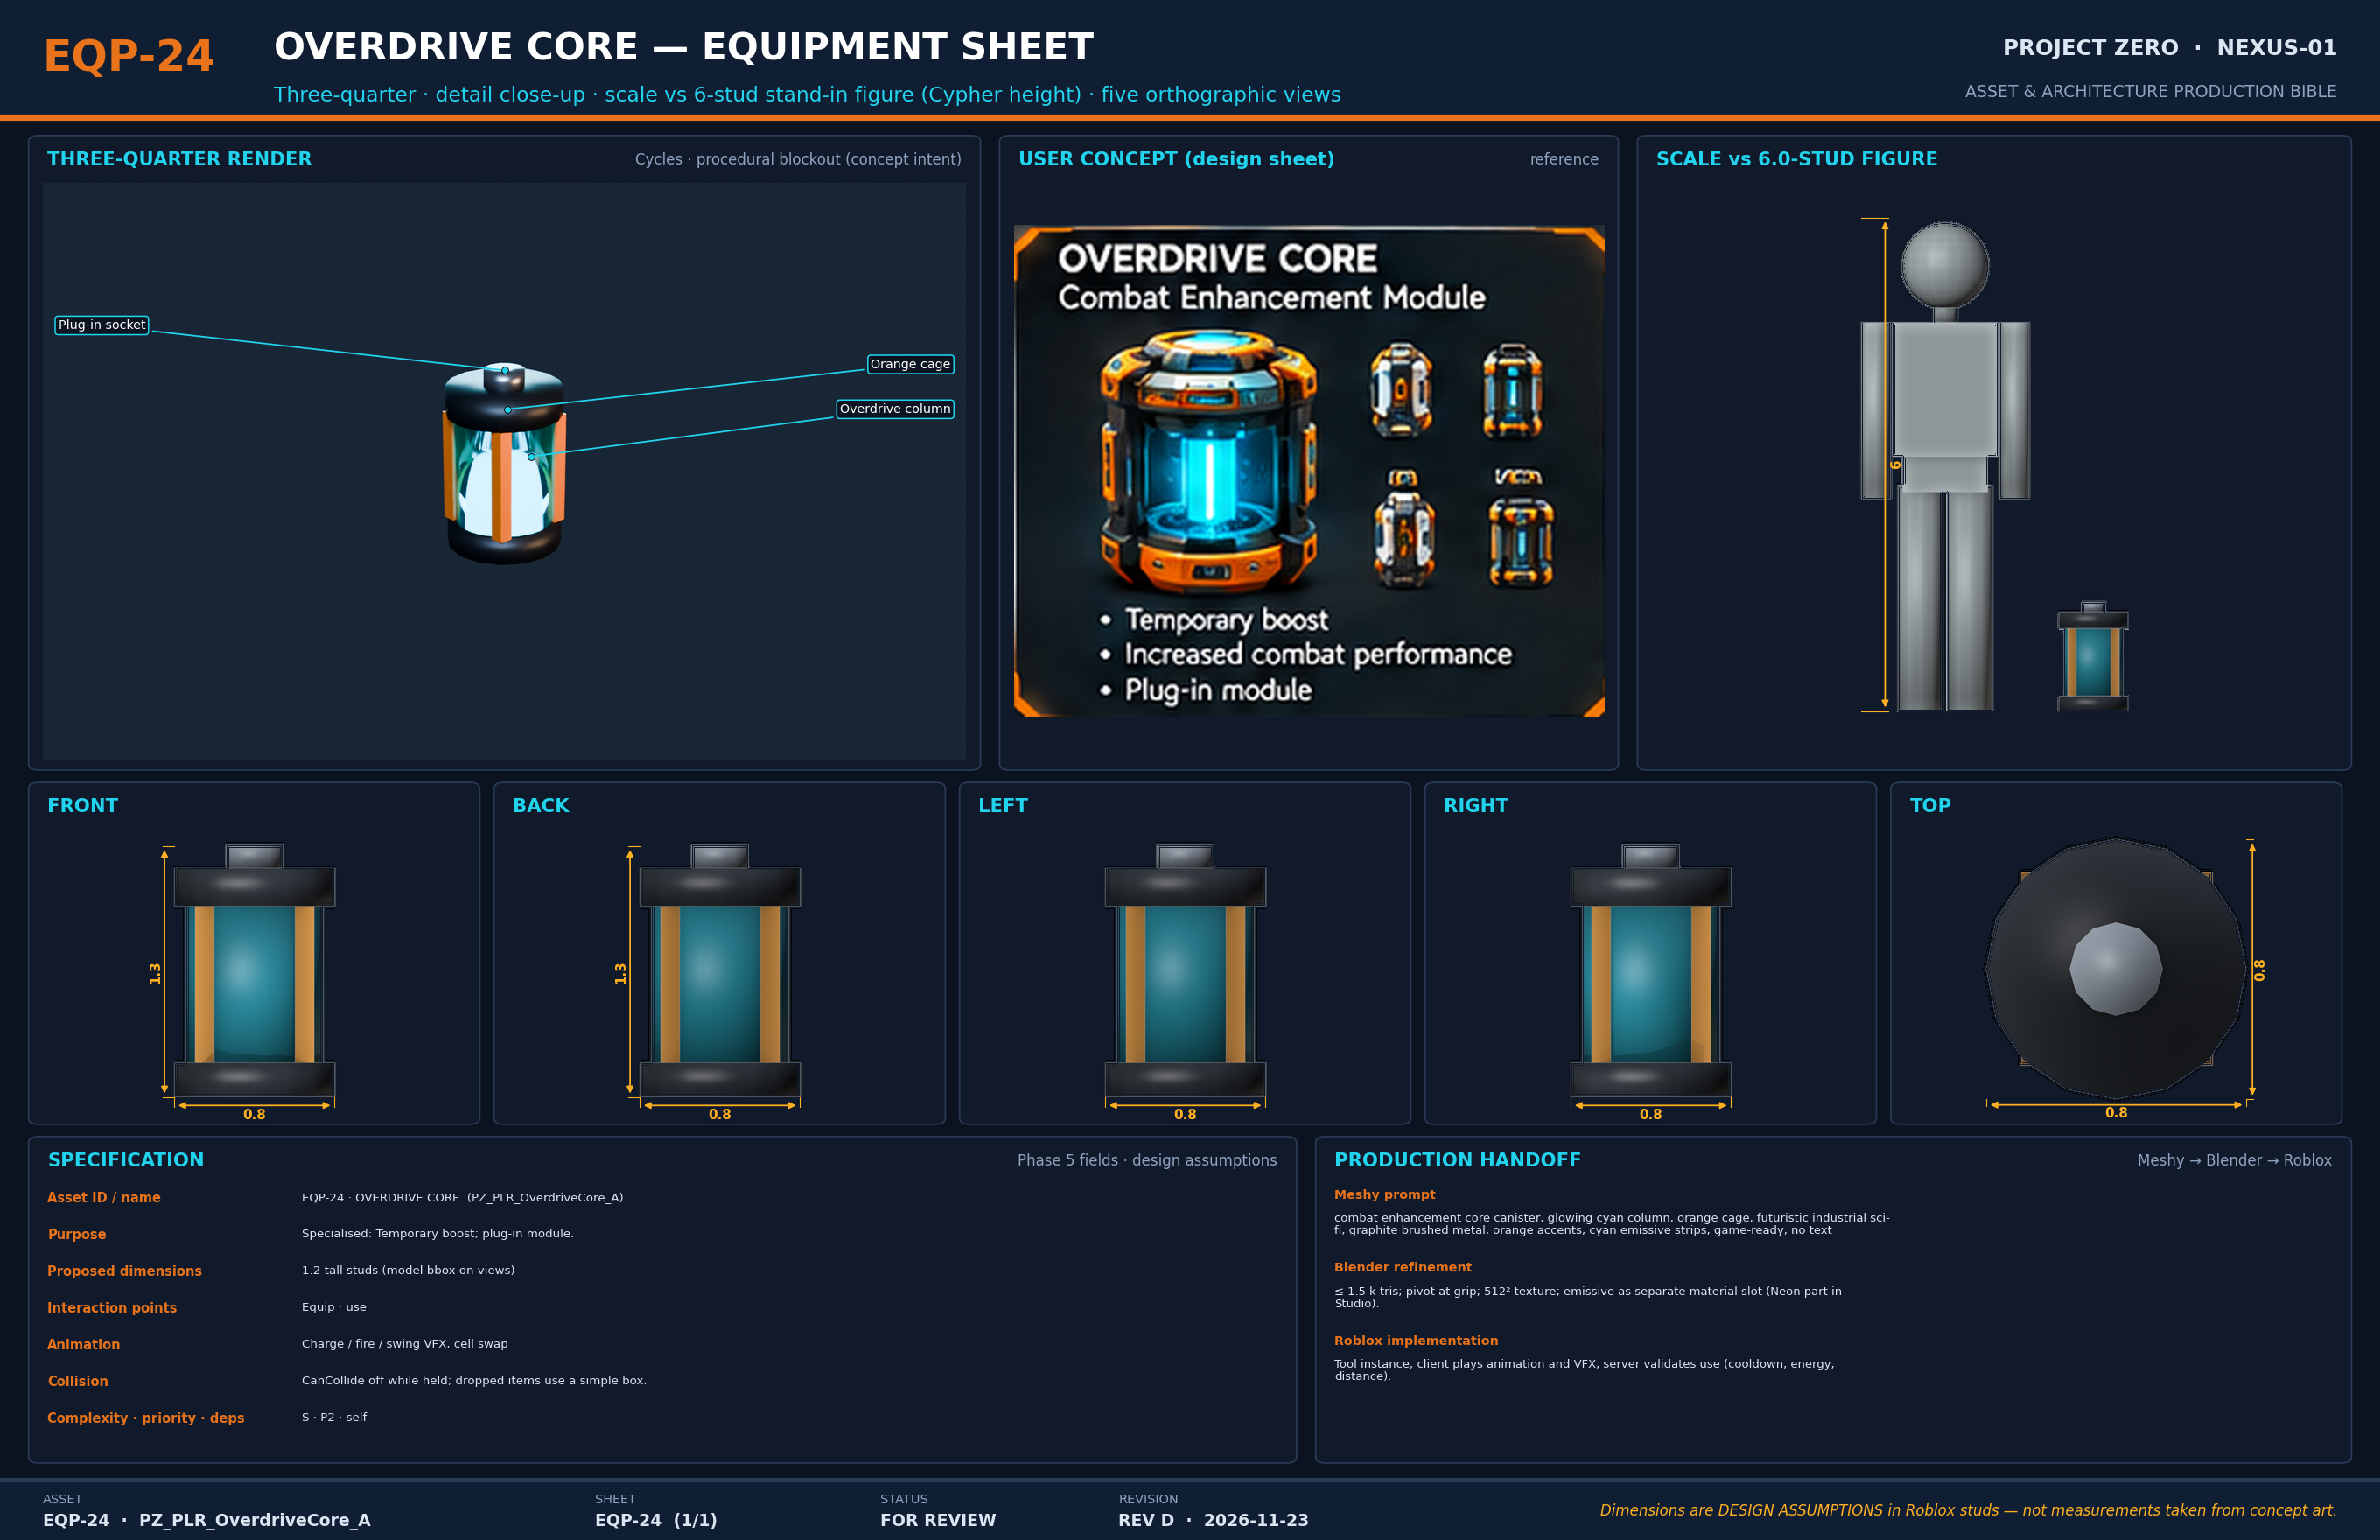 EQP-24
OVERDRIVE CORE — EQUIPMENT SHEET
Three-quarter · detail close-up · scale vs 6-stud stand-in figure (Cypher height) · five orthographic views
PROJECT ZERO · NEXUS-01
ASSET & ARCHITECTURE PRODUCTION BIBLE
THREE-QUARTER RENDER
Cycles · procedural blockout (concept intent)
Plug-in socket
Orange cage
Overdrive column
USER CONCEPT (design sheet)
reference
OVERDRIVE CORE
Combat Enhancement Module
• Temporary boost
• Increased combat performance
• Plug-in module
SCALE vs 6.0-STUD FIGURE
6
FRONT
1.3
0.8
BACK
1.3
0.8
LEFT
0.8
RIGHT
0.8
TOP
0.8
0.8
SPECIFICATION
Phase 5 fields · design assumptions
Asset ID / name
EQP-24 · OVERDRIVE CORE (PZ_PLR_OverdriveCore_A)
Purpose
Specialised: Temporary boost; plug-in module.
Proposed dimensions
1.2 tall studs (model bbox on views)
Interaction points
Equip · use
Animation
Charge / fire / swing VFX, cell swap
Collision
CanCollide off while held; dropped items use a simple box.
Complexity · priority · deps
S · P2 · self
PRODUCTION HANDOFF
Meshy → Blender → Roblox
Meshy prompt
combat enhancement core canister, glowing cyan column, orange cage, futuristic industrial sci-
fi, graphite brushed metal, orange accents, cyan emissive strips, game-ready, no text
Blender refinement
≤ 1.5 k tris; pivot at grip; 512² texture; emissive as separate material slot (Neon part in
Studio).
Roblox implementation
Tool instance; client plays animation and VFX, server validates use (cooldown, energy,
distance).
ASSET
EQP-24 · PZ_PLR_OverdriveCore_A
SHEET
EQP-24 (1/1)
STATUS
FOR REVIEW
REVISION
REV D · 2026-11-23
Dimensions are DESIGN ASSUMPTIONS in Roblox studs — not measurements taken from concept art.